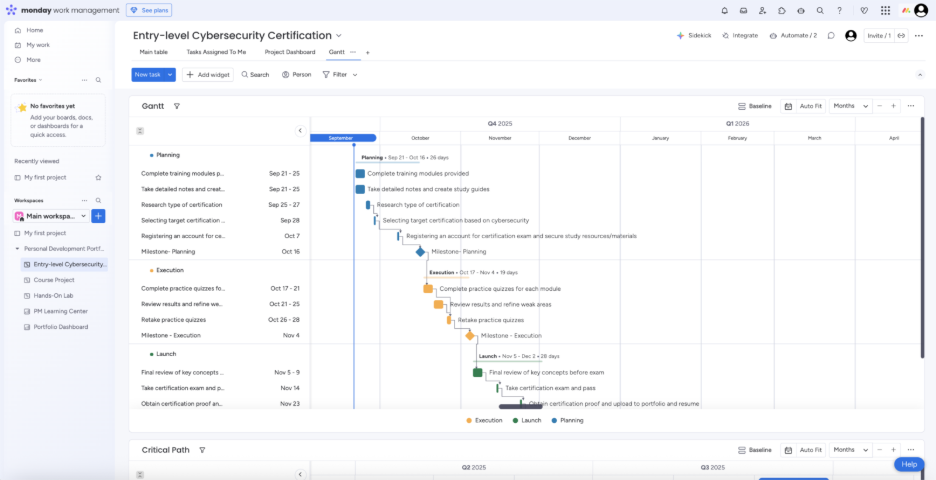 monday work management
See plans
Home
My work
More
Favorites
No favorites yet
Add your boards, docs,
or dashboards for a
quick access.
Recently viewed
My first project
Workspaces
Main workspa...
My first project
Personal Development Portf...
Entry-level Cybersecurity...
Course Project
Hands-On Lab
PM Learning Center
Portfolio Dashboard
Entry-level Cybersecurity Certification
Sidekick
Integrate
Automate / 2
Invite / 1
Main table
Tasks Assigned To Me
Project Dashboard
Gantt
New task
Add widget
Search
Person
Filter
Gantt
Baseline
Auto Fit
Months
Q4 2025
Q1 2026
September
October
November
December
January
February
March
April
Planning
Planning • Sep 21 - Oct 16 • 26 days
Complete training modules p... Sep 21 - 25 Complete training modules provided
Take detailed notes and creat... Sep 21 - 25 Take detailed notes and create study guides
Research type of certification Sep 25 - 27 Research type of certification
Selecting target certification ... Sep 28 Selecting target certification based on cybersecurity
Registering an account for ce... Oct 7 Registering an account for certification exam and secure study resources/materials
Milestone- Planning Oct 16 Milestone- Planning
Execution
Execution • Oct 17 - Nov 4 • 19 days
Complete practice quizzes fo... Oct 17 - 21 Complete practice quizzes for each module
Review results and refine we... Oct 21 - 25 Review results and refine weak areas
Retake practice quizzes Oct 26 - 28 Retake practice quizzes
Milestone - Execution Nov 4 Milestone - Execution
Launch
Launch • Nov 5 - Dec 2 • 28 days
Final review of key concepts ... Nov 5 - 9 Final review of key concepts before exam
Take certification exam and p... Nov 14 Take certification exam and pass
Obtain certification proof an... Nov 23 Obtain certification proof and upload to portfolio and resume
Execution
Launch
Planning
Critical Path
Baseline
Auto Fit
Months
Q2 2025
Q3 2025
Help